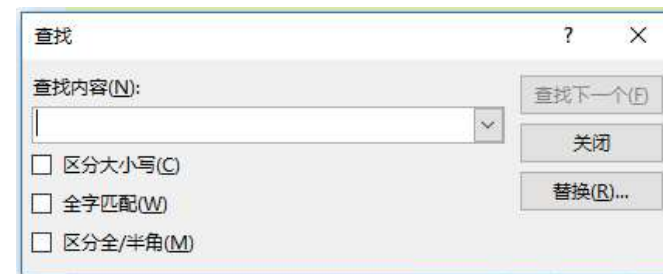 查找
?
×
查找内容(N):
查找下一个(F)
关闭
区分大小写(C)
替换(R)...
全字匹配(W)
区分全/半角(M)